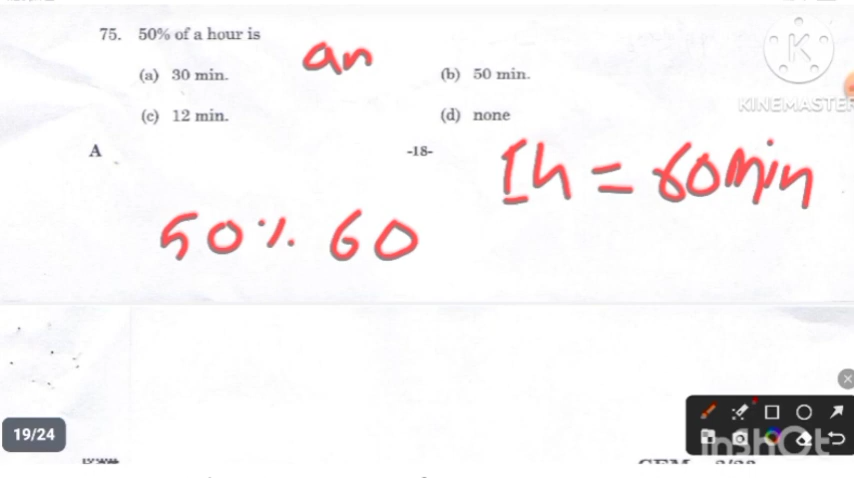 75. 50% of a hour is
an
(a) 30 min.
(b) 50 min.
(c) 12 min.
(d) none
K
KINEMASTER
A
-18-
1h = 60min
50% 60
19/24
InShOt